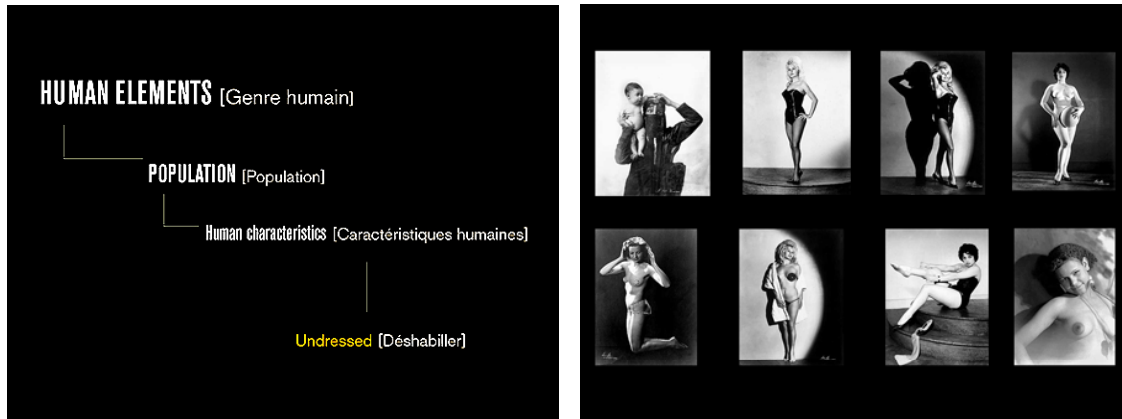 HUMAN ELEMENTS [Genre humain]
POPULATION [Population]
Human characteristics [Caractéristiques humaines]
Undressed [Déshabiller]